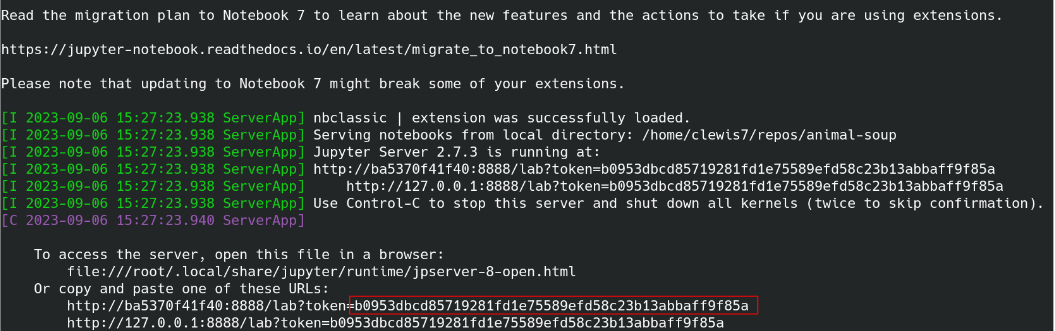 Read the migration plan to Notebook 7 to learn about the new features and the actions to take if you are using extensions.
https://jupyter-notebook.readthedocs.io/en/latest/migrate_to_notebook7.html
Please note that updating to Notebook 7 might break some of your extensions.
[I 2023-09-06 15:27:23.938 ServerApp] nbclassic | extension was successfully loaded.
[I 2023-09-06 15:27:23.938 ServerApp] Serving notebooks from local directory: /home/clewis7/repos/animal-soup
[I 2023-09-06 15:27:23.938 ServerApp] Jupyter Server 2.7.3 is running at:
[I 2023-09-06 15:27:23.938 ServerApp] http://ba5370f41f40:8888/lab?token=b0953dbcd85719281fd1e75589efd58c23b13abbaff9f85a
[I 2023-09-06 15:27:23.938 ServerApp]     http://127.0.0.1:8888/lab?token=b0953dbcd85719281fd1e75589efd58c23b13abbaff9f85a
[I 2023-09-06 15:27:23.938 ServerApp] Use Control-C to stop this server and shut down all kernels (twice to skip confirmation).
[C 2023-09-06 15:27:23.940 ServerApp]
To access the server, open this file in a browser:
file:///root/.local/share/jupyter/runtime/jpserver-8-open.html
Or copy and paste one of these URLs:
http://ba5370f41f40:8888/lab?token=b0953dbcd85719281fd1e75589efd58c23b13abbaff9f85a
http://127.0.0.1:8888/lab?token=b0953dbcd85719281fd1e75589efd58c23b13abbaff9f85a